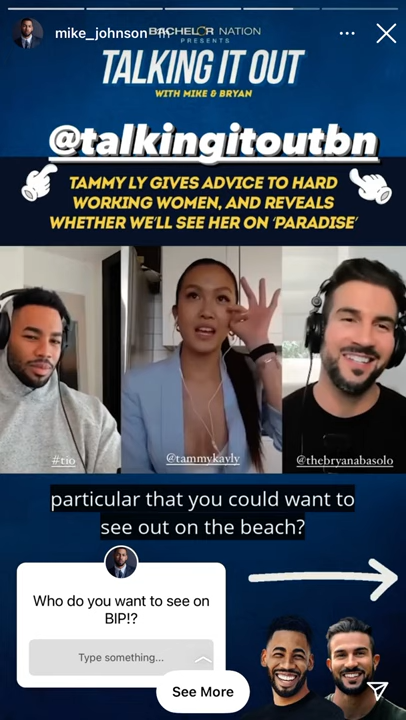 mike_johnson 7h
BACHELOR NATION
PRESENTS
TALKING IT OUT
WITH MIKE & BRYAN
@talkingitoutbn
TAMMY LY GIVES ADVICE TO HARD
WORKING WOMEN, AND REVEALS
WHETHER WE'LL SEE HER ON 'PARADISE'
#tio
@tammykayly
@thebryanabasolo
particular that you could want to
see out on the beach?
Who do you want to see on
BIP!?
Type something...
See More